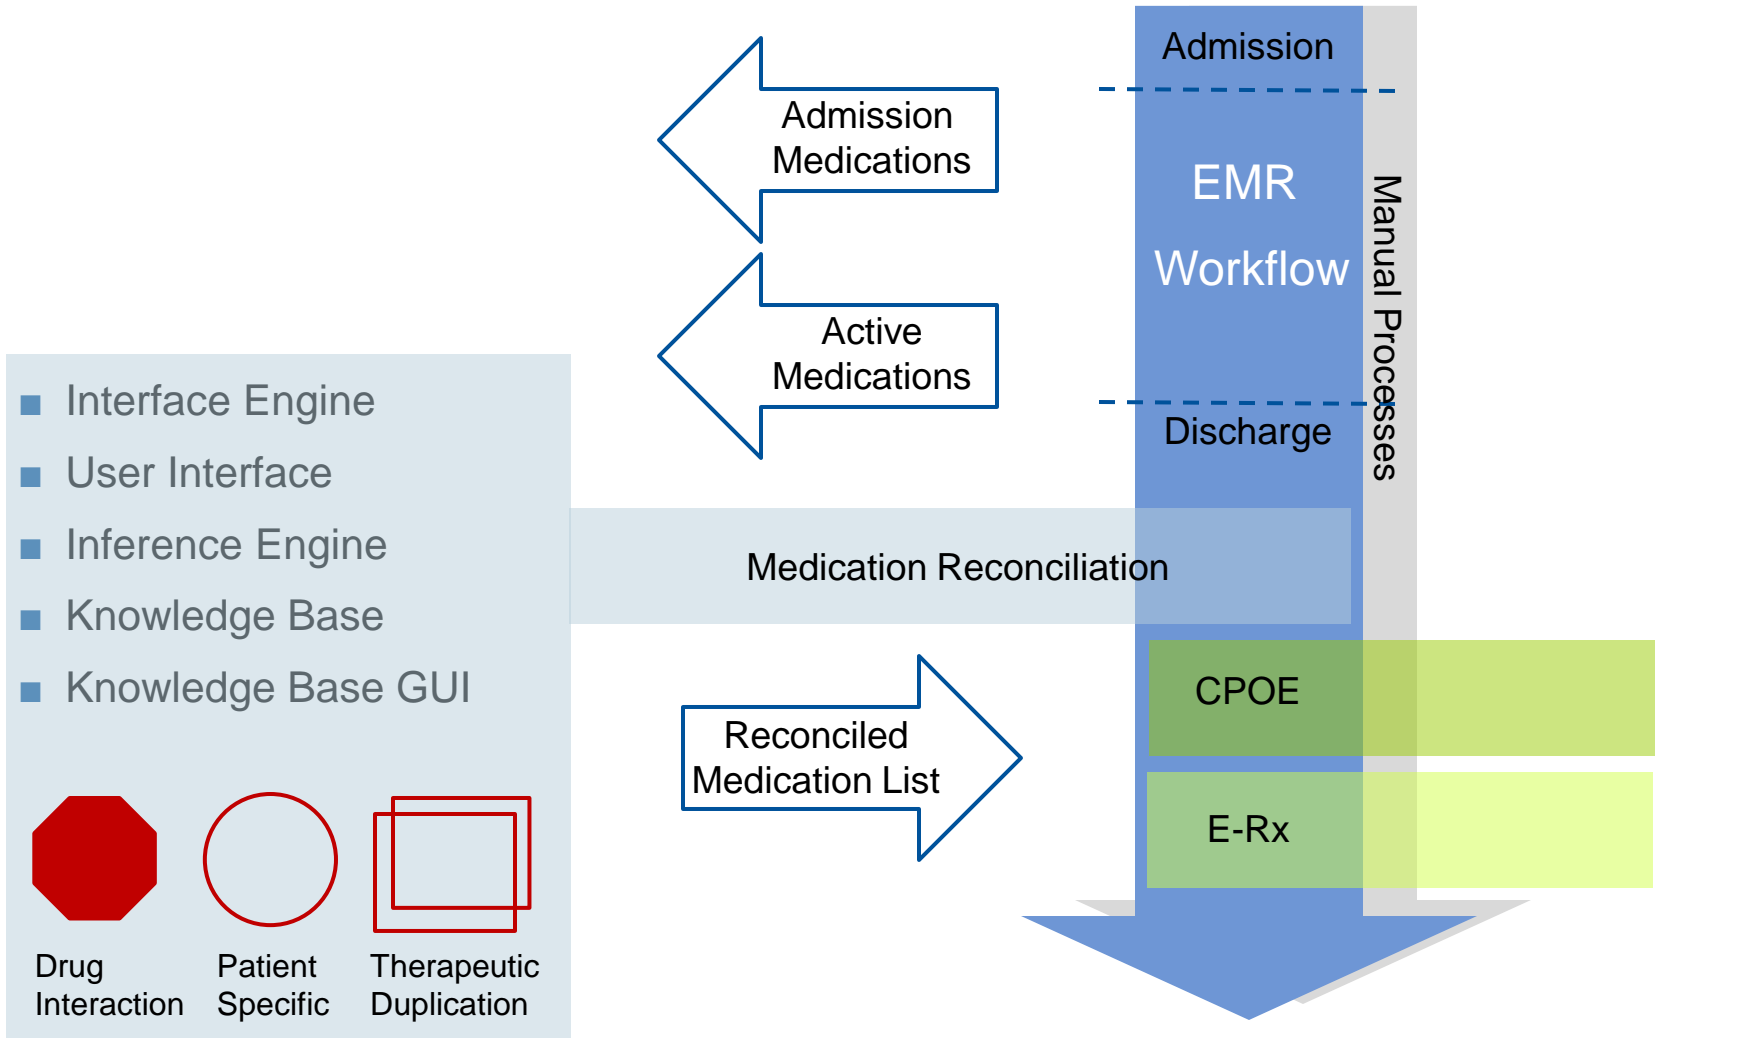 Admission
Admission
Medications
EMR
Workflow
Manual Processes
Active
Medications
Discharge
Interface Engine
User Interface
Inference Engine
Knowledge Base
Knowledge Base GUI
Medication Reconciliation
CPOE
Reconciled
Medication List
E-Rx
Drug
Interaction
Patient
Specific
Therapeutic
Duplication